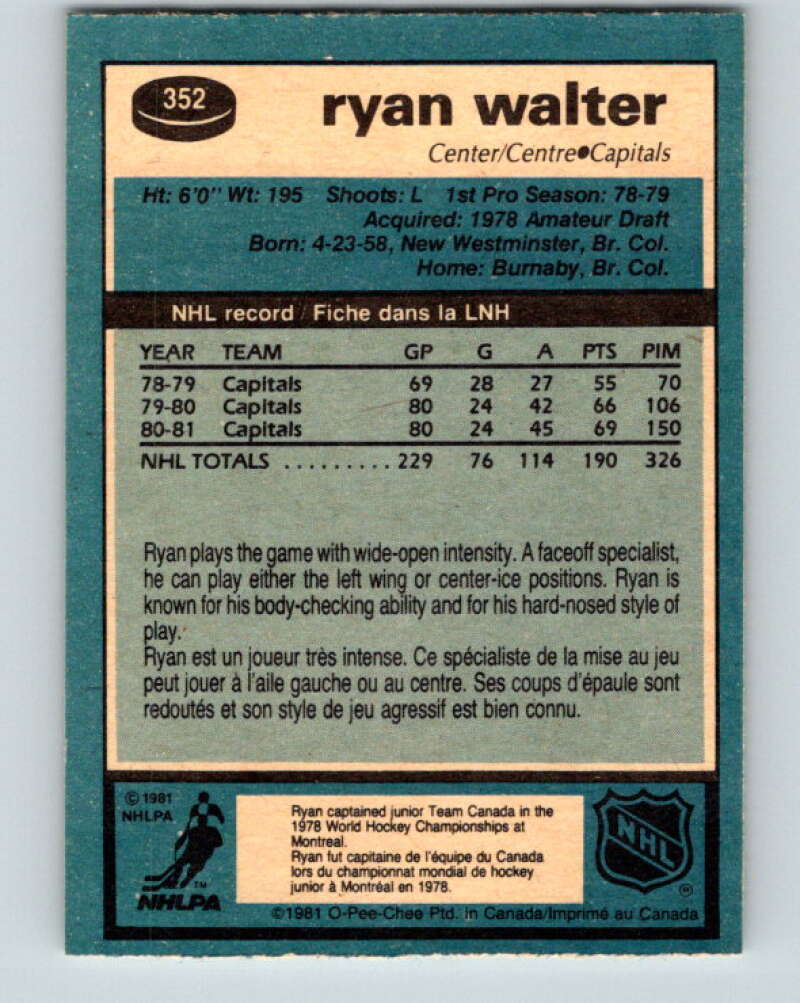 352
ryan walter
Center/Centre●Capitals
Ht: 6'0" Wt: 195 Shoots: L 1st Pro Season: 78-79
Acquired: 1978 Amateur Draft
Born: 4-23-58, New Westminster, Br. Col.
Home: Burnaby, Br. Col.
NHL record / Fiche dans la LNH
YEAR TEAM GP G A PTS PIM
78-79 Capitals 69 28 27 55 70
79-80 Capitals 80 24 42 66 106
80-81 Capitals 80 24 45 69 150
NHL TOTALS .......... 229 76 114 190 326
Ryan plays the game with wide-open intensity. A faceoff specialist,
he can play either the left wing or center-ice positions. Ryan is
known for his body-checking ability and for his hard-nosed style of
play.
Ryan est un joueur très intense. Ce spécialiste de la mise au jeu
peut jouer à l'aile gauche ou au centre. Ses coups d'épaule sont
redoutés et son style de jeu agressif est bien connu.
© 1981
NHLPA
TM
NHLPA
Ryan captained junior Team Canada in the
1978 World Hockey Championships at
Montreal.
Ryan fut capitaine de l'équipe du Canada
lors du championnat mondial de hockey
junior à Montréal en 1978.
NHL
®
©1981 O-Pee-Chee Ptd. in Canada/Imprimé au Canada